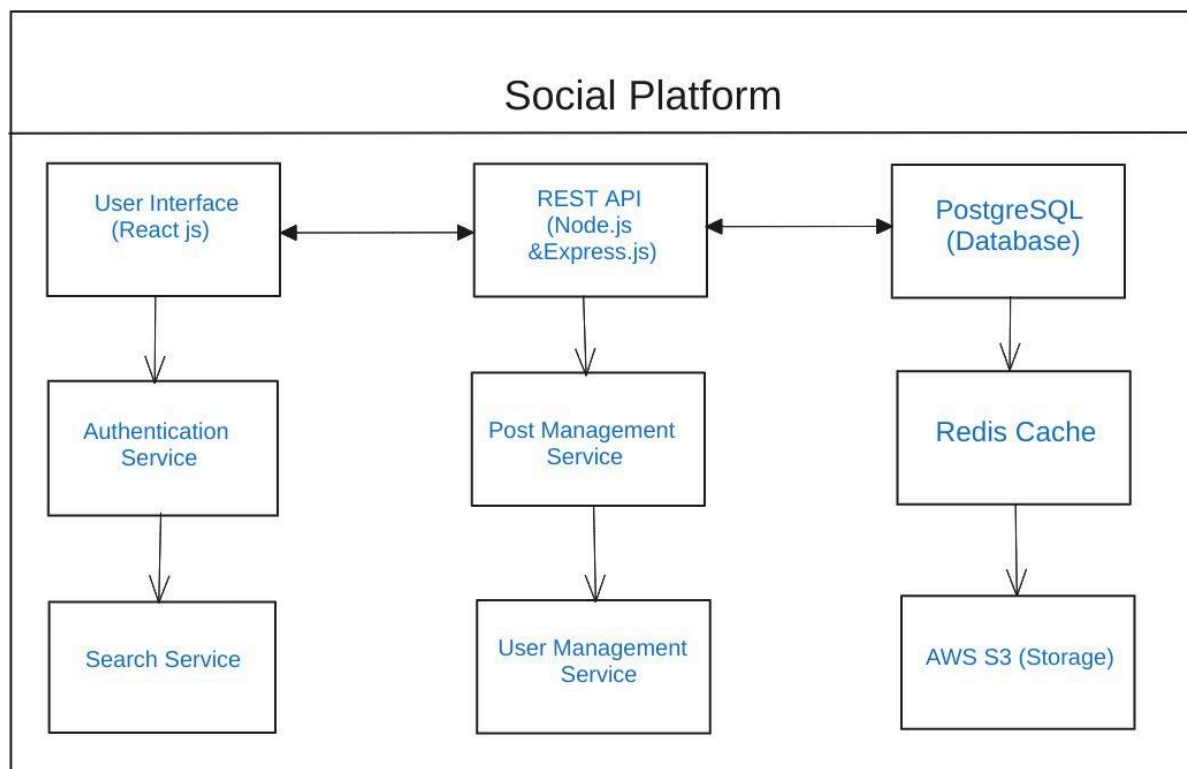 Social Platform
User Interface
(React js)
REST API
(Node.js
&Express.js)
PostgreSQL
(Database)
Authentication
Service
Post Management
Service
Redis Cache
Search Service
User Management
Service
AWS S3 (Storage)